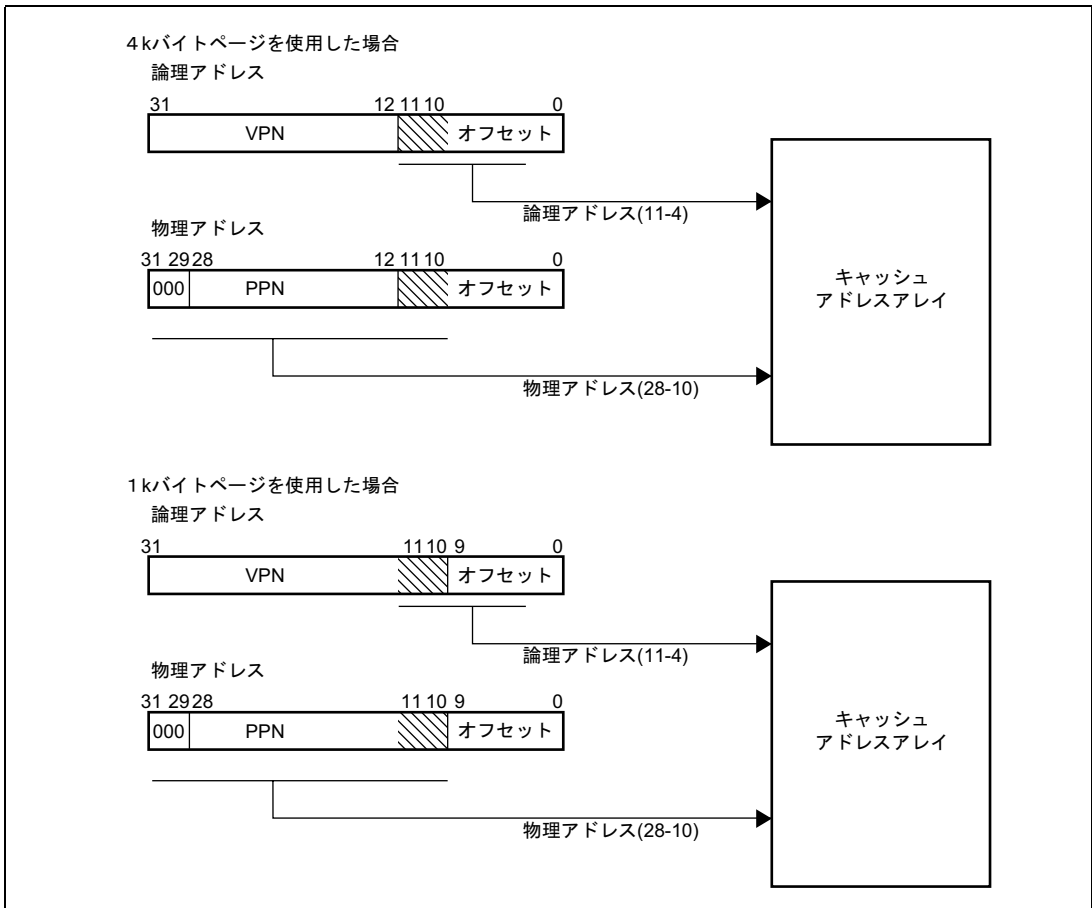 4kバイトページを使用した場合
論理アドレス
31 12 11 10 0
VPN オフセット
論理アドレス(11-4)
物理アドレス
31 29 28 12 11 10 0
000 PPN オフセット
物理アドレス(28-10)
キャッシュ
アドレスアレイ
1kバイトページを使用した場合
論理アドレス
31 11 10 9 0
VPN オフセット
論理アドレス(11-4)
物理アドレス
31 29 28 11 10 9 0
000 PPN オフセット
物理アドレス(28-10)
キャッシュ
アドレスアレイ